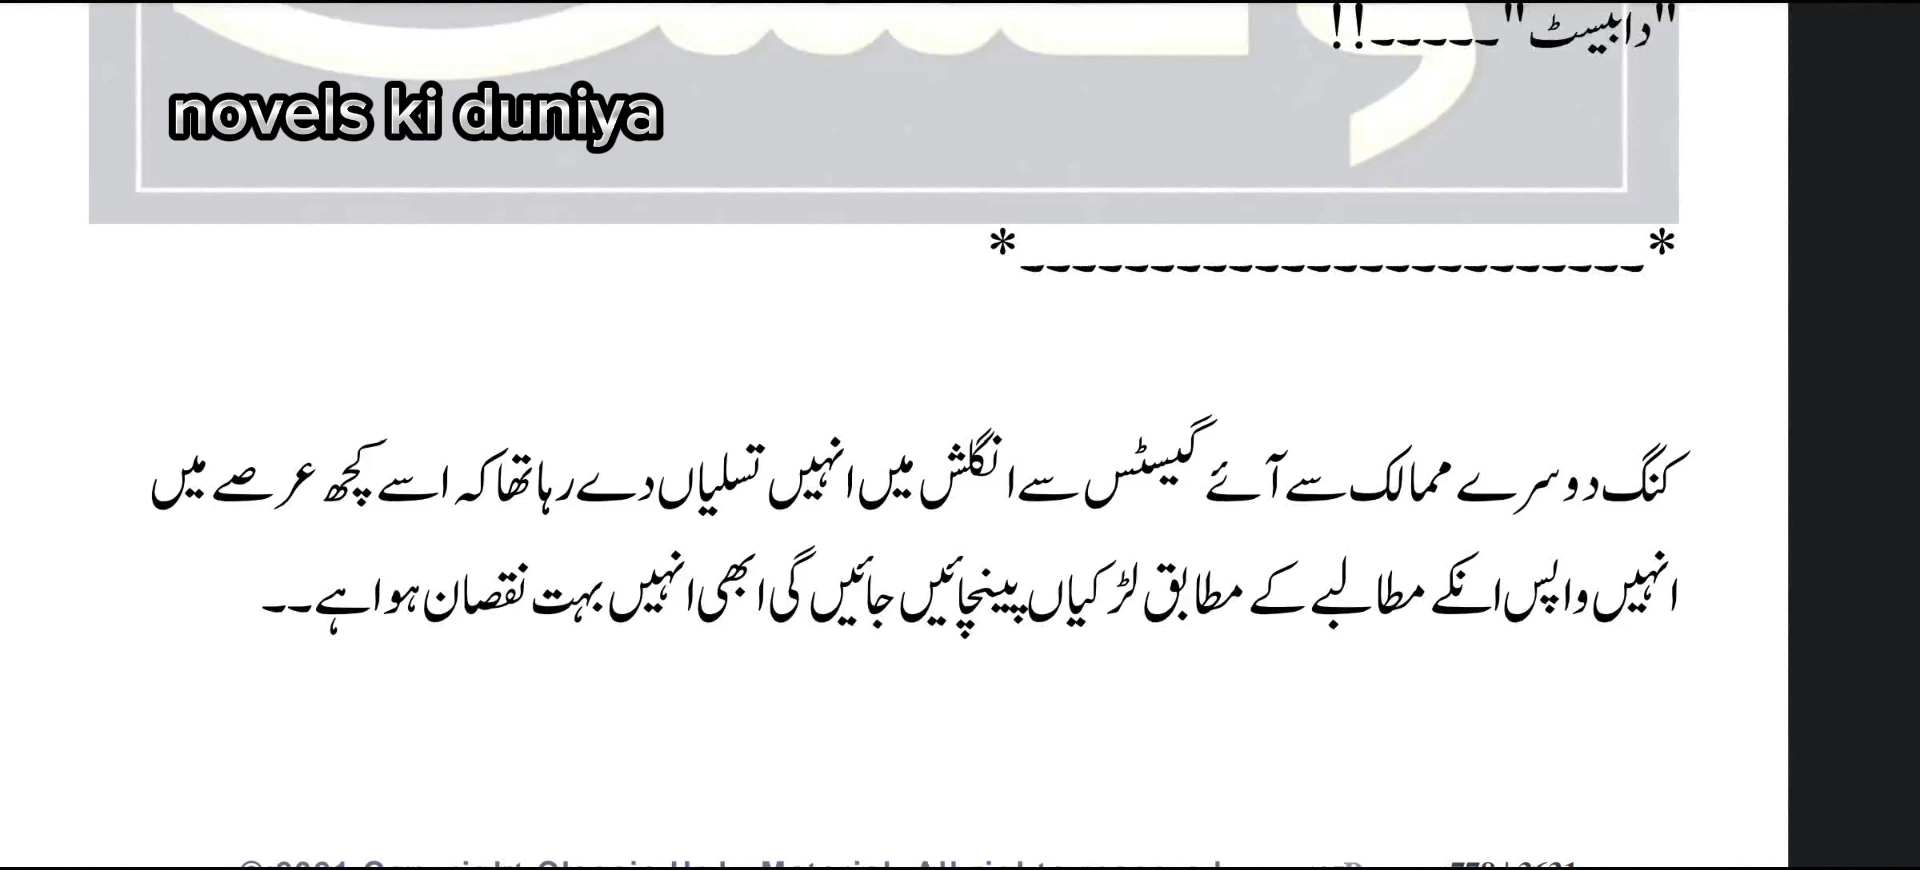 "دا بیسٹ"۔۔۔۔۔!!
novels ki duniya
*۔۔۔۔۔۔۔۔۔۔۔۔۔۔۔۔۔۔۔۔۔۔۔۔*
کنگ دوسرے ممالک سے آئے گیسٹس سے انگلش میں انہیں تسلیاں دے رہا تھا کہ اسے کچھ عرصے میں
انہیں واپس انکے مطالبے کے مطابق لڑکیاں پہنچائیں جائیں گی ابھی انہیں بہت نقصان ہوا ہے۔۔